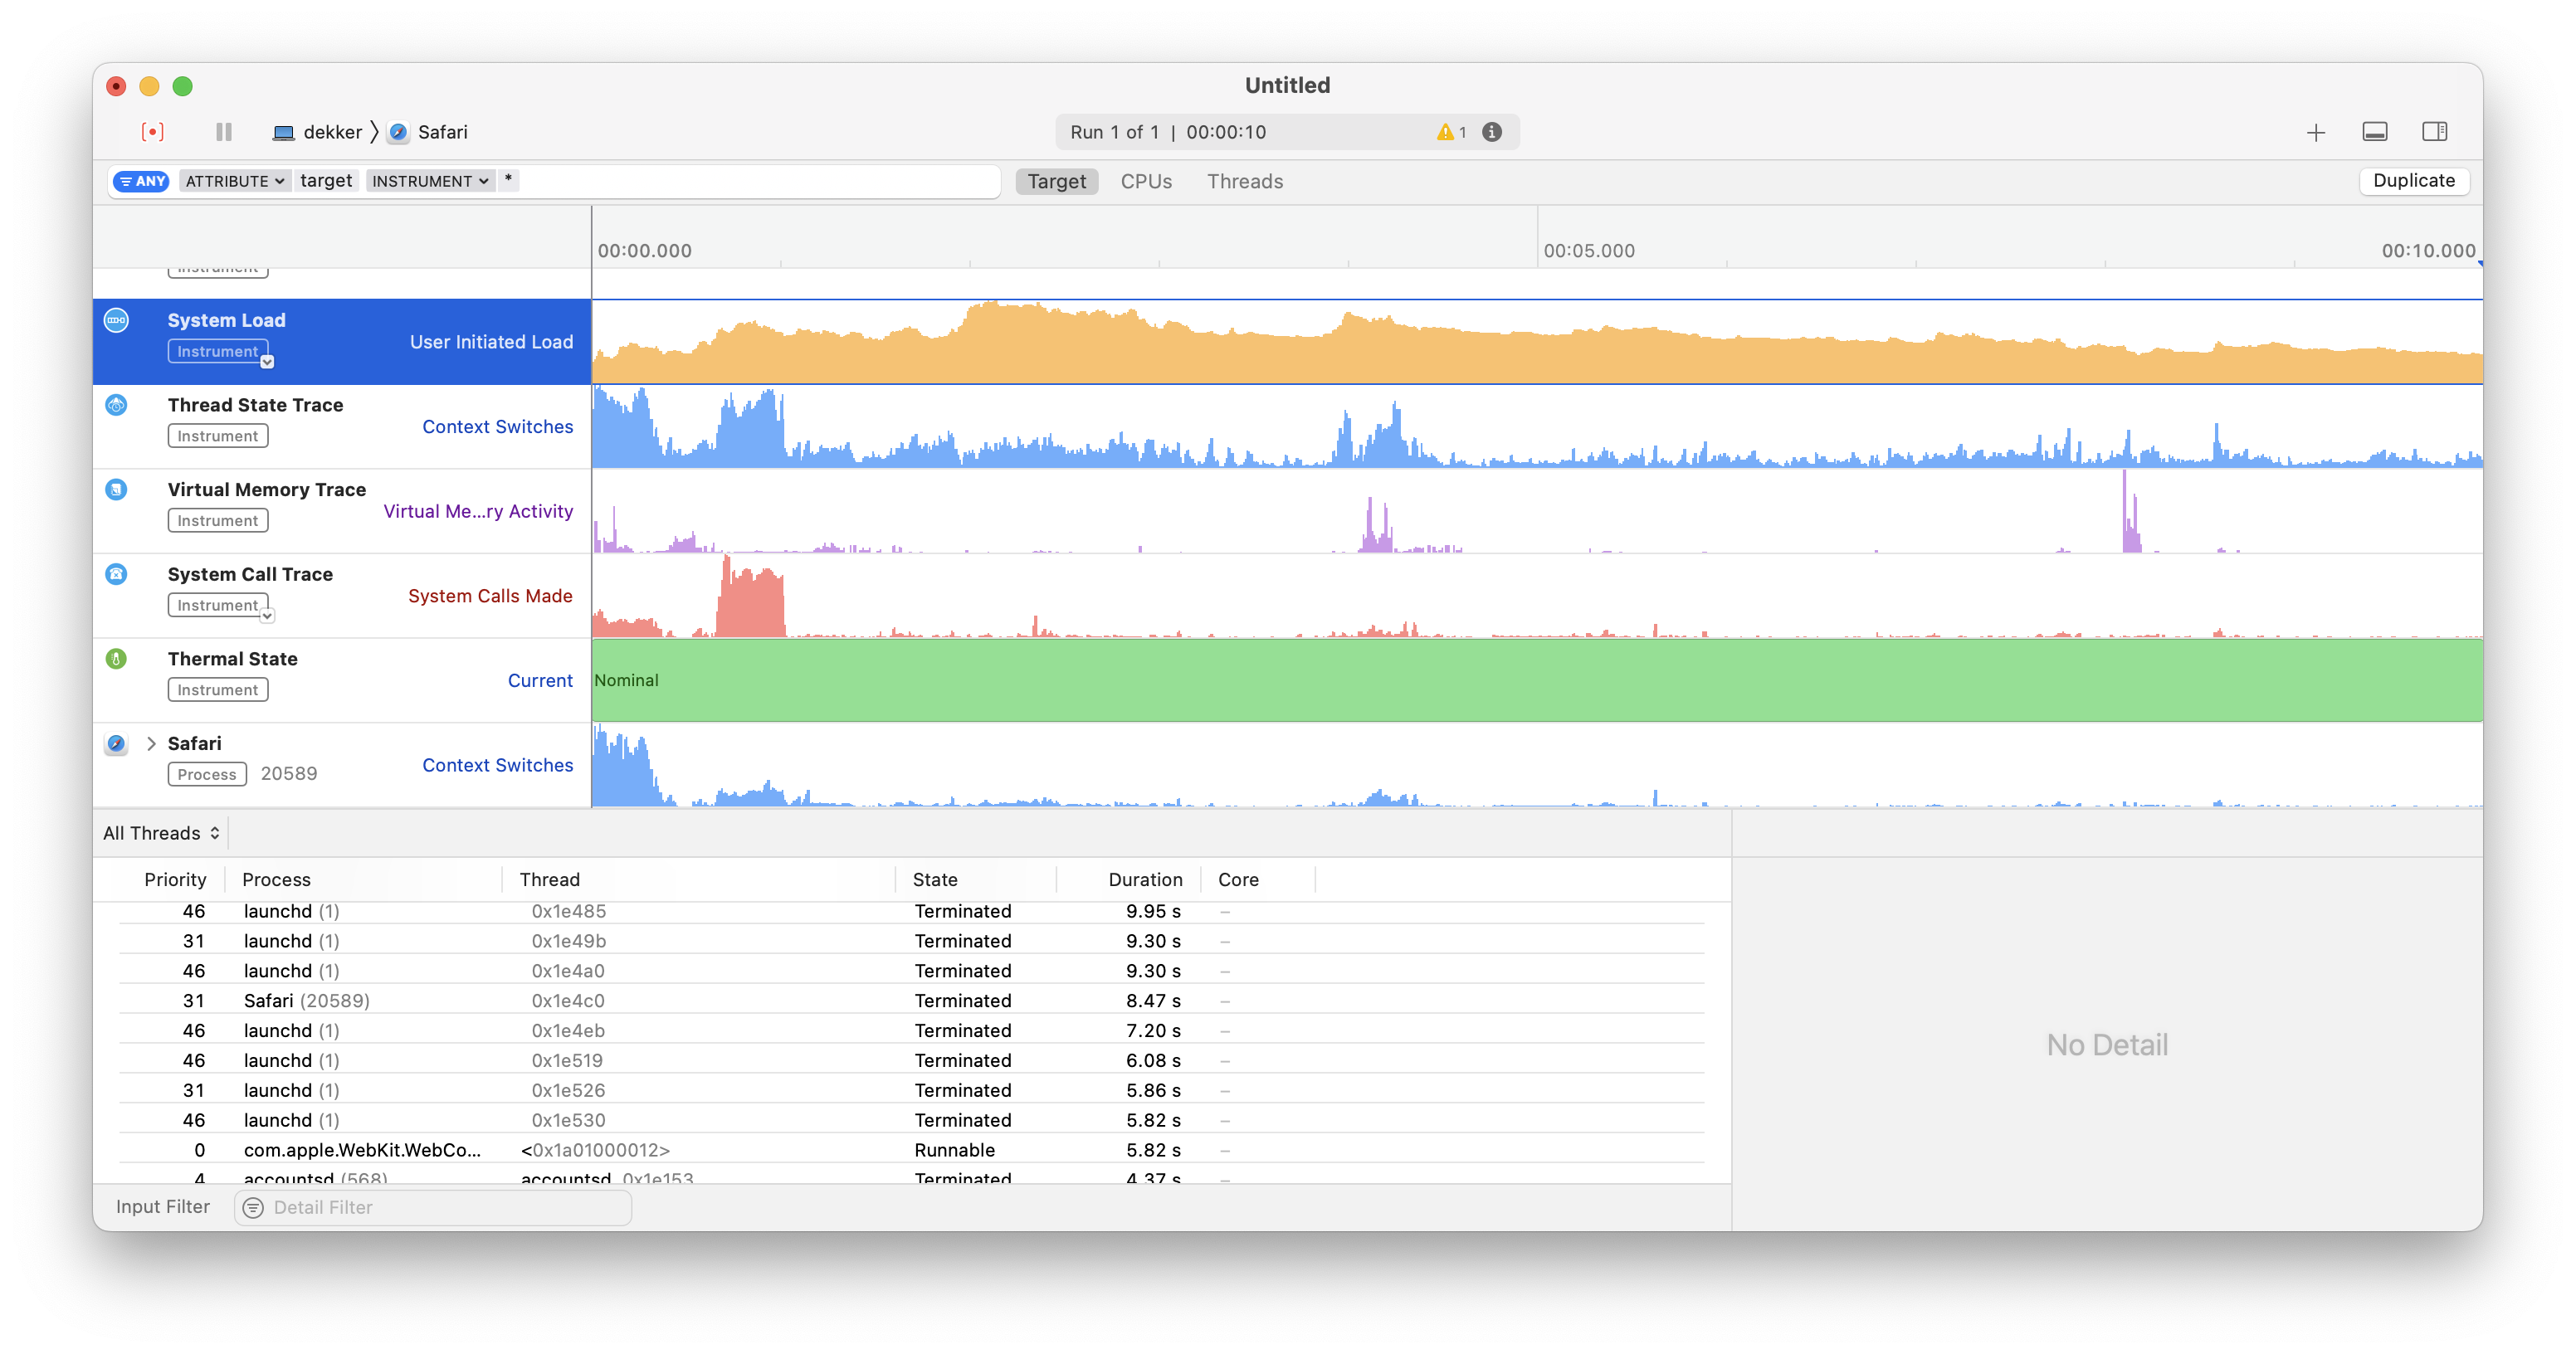 Untitled
dekker Safari
Run 1 of 1 | 00:00:10 1
ANY ATTRIBUTE target INSTRUMENT * Target CPUs Threads Duplicate
00:00.000 00:05.000 00:10.000
Instrument
System Load
Instrument User Initiated Load
Thread State Trace
Instrument Context Switches
Virtual Memory Trace
Instrument Virtual Me...ry Activity
System Call Trace
Instrument System Calls Made
Thermal State
Instrument Current Nominal
Safari
Process 20589 Context Switches
All Threads
Priority Process Thread State Duration Core
46 launchd (1) 0x1e485 Terminated 9.95 s –
31 launchd (1) 0x1e49b Terminated 9.30 s –
46 launchd (1) 0x1e4a0 Terminated 9.30 s –
31 Safari (20589) 0x1e4c0 Terminated 8.47 s –
46 launchd (1) 0x1e4eb Terminated 7.20 s –
46 launchd (1) 0x1e519 Terminated 6.08 s –
31 launchd (1) 0x1e526 Terminated 5.86 s –
46 launchd (1) 0x1e530 Terminated 5.82 s –
0 com.apple.WebKit.WebCo... <0x1a01000012> Runnable 5.82 s –
4 accountsd (568) accountsd 0x1e153 Terminated 4.37 s –
No Detail
Input Filter Detail Filter